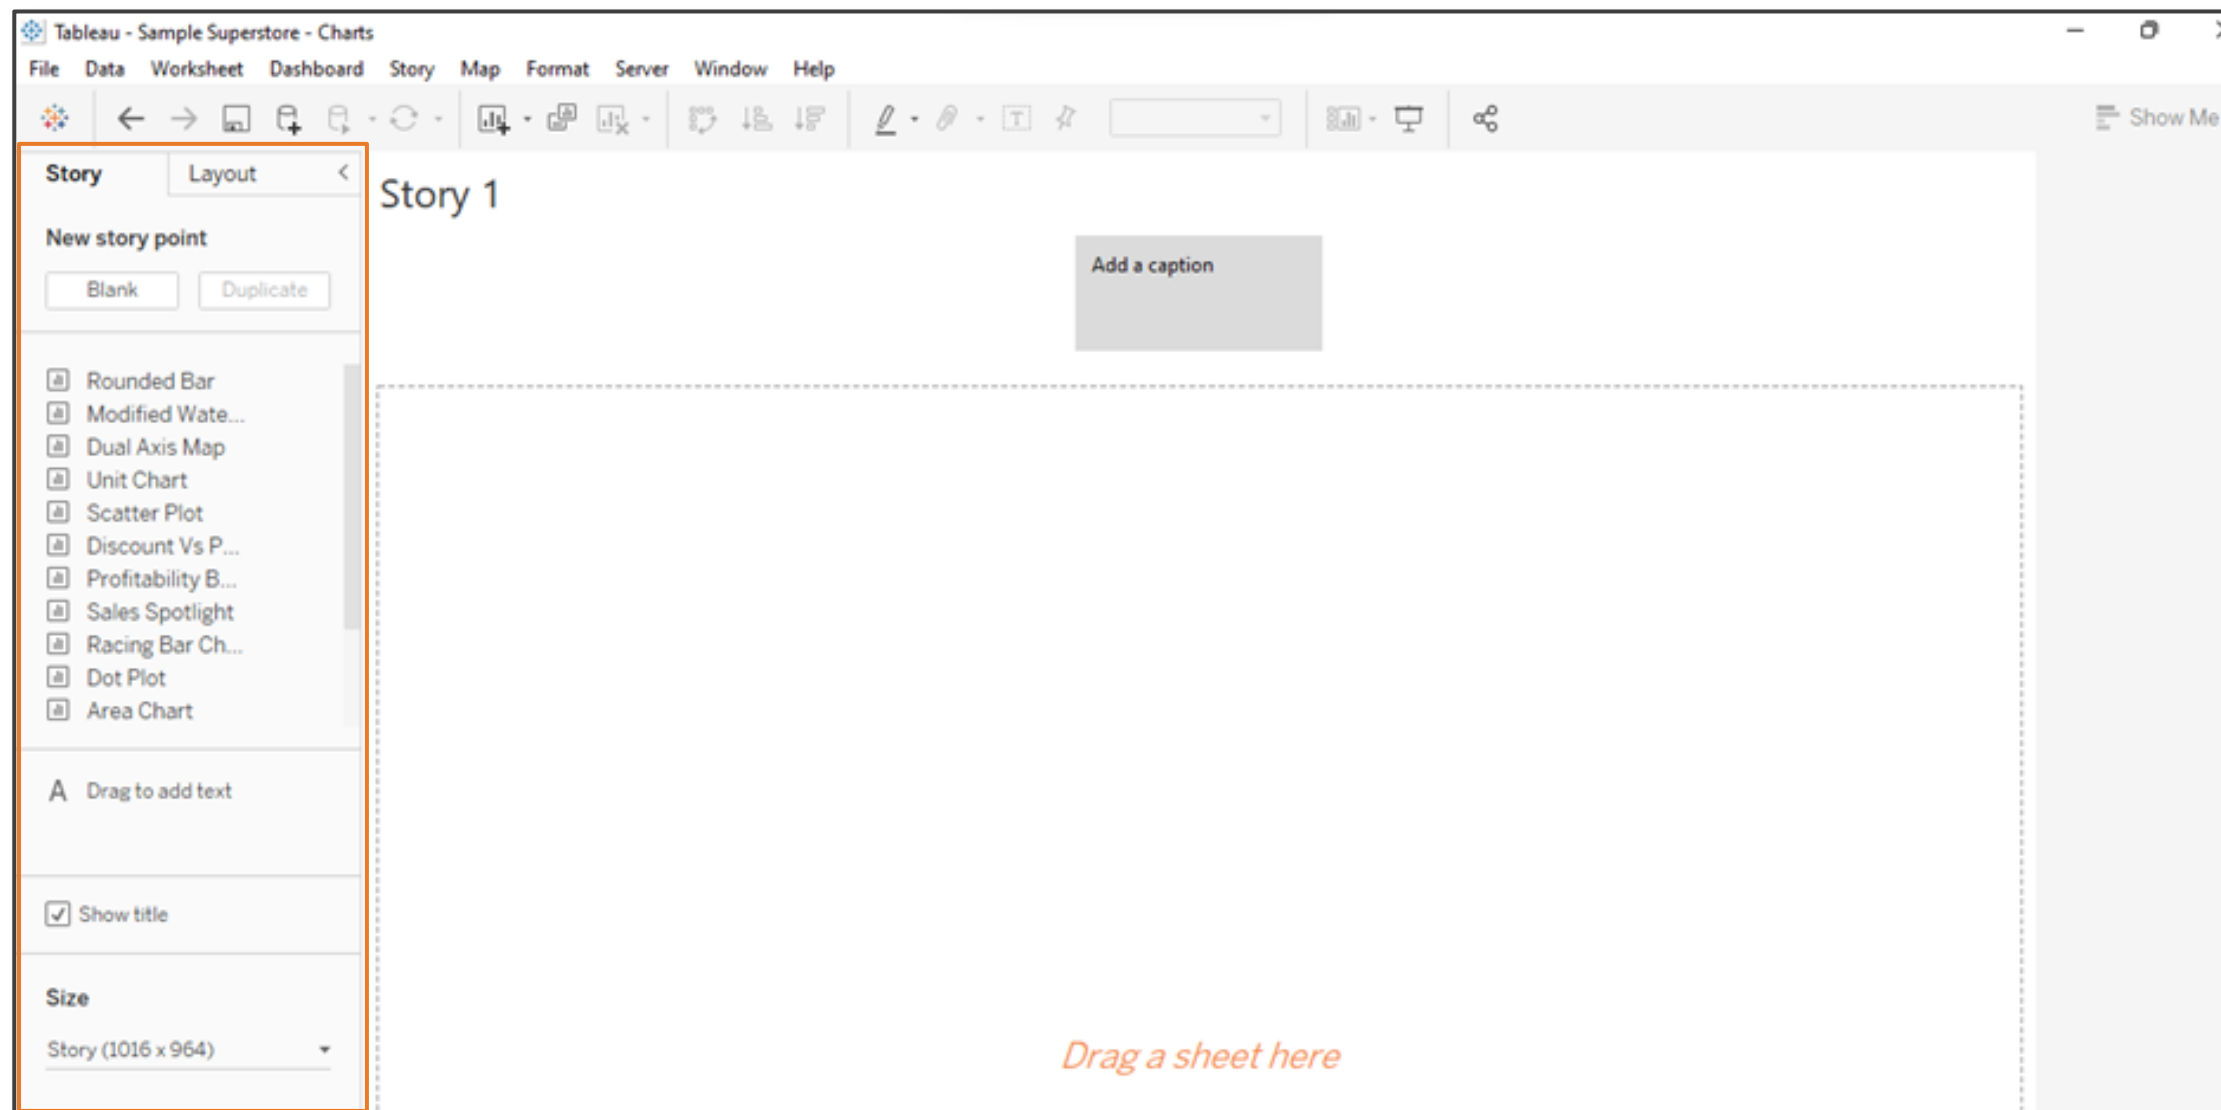 Tableau - Sample Superstore - Charts
File Data Worksheet Dashboard Story Map Format Server Window Help
Show Me
Story Layout
Story 1
New story point
Blank Duplicate
Add a caption
Rounded Bar
Modified Wate...
Dual Axis Map
Unit Chart
Scatter Plot
Discount Vs P...
Profitability B...
Sales Spotlight
Racing Bar Ch...
Dot Plot
Area Chart
A Drag to add text
Show title
Size
Story (1016 x 964)
Drag a sheet here